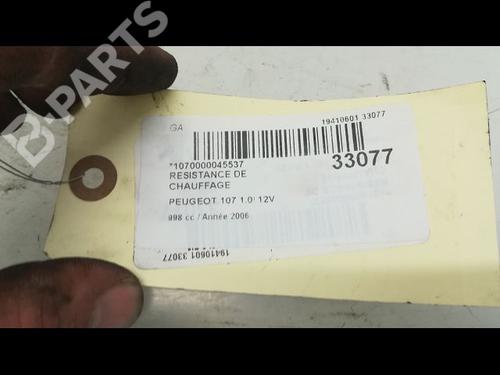 B-PARTS
GA
19410601 33077
*1070000045537
33077
RESISTANCE DE
CHAUFFAGE
PEUGEOT 107 1.0i 12V
998 cc / Année 2006
19410601 33077